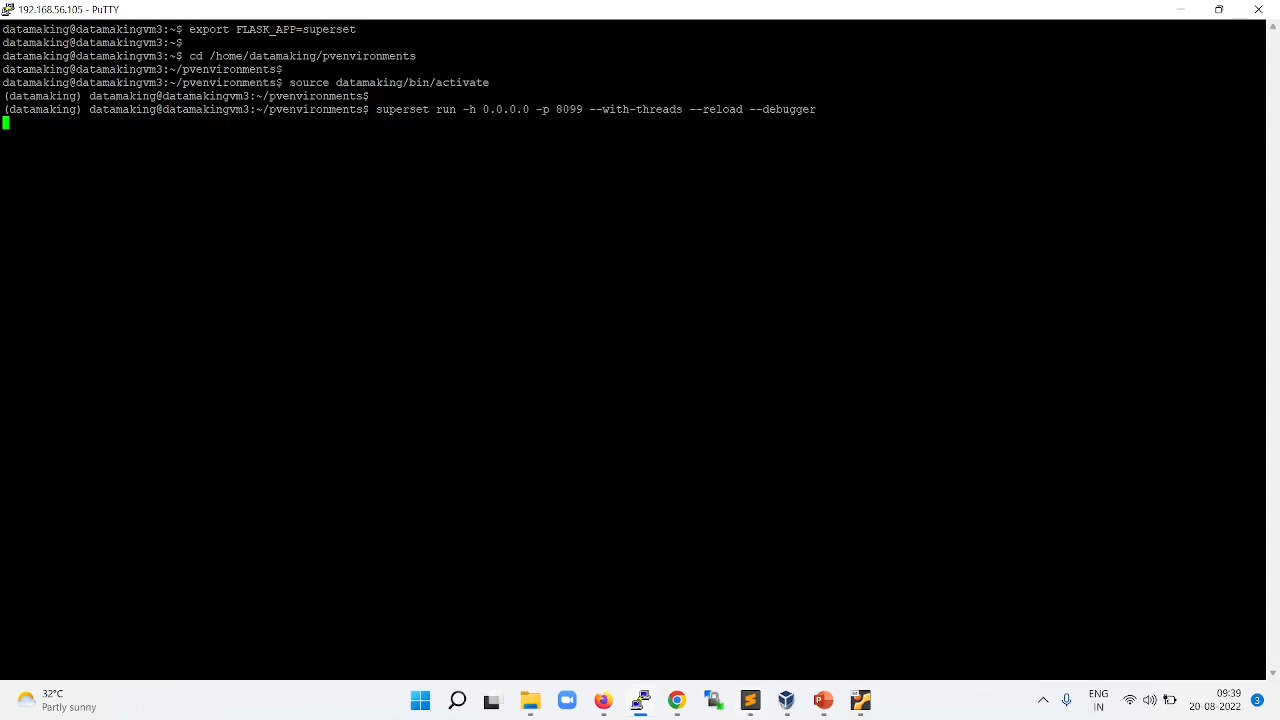 192.168.56.105 - PuTTY
datamaking@datamakingvm3:~$ export FLASK_APP=superset
datamaking@datamakingvm3:~$
datamaking@datamakingvm3:~$ cd /home/datamaking/pvenvironments
datamaking@datamakingvm3:~/pvenvironments$
datamaking@datamakingvm3:~/pvenvironments$ source datamaking/bin/activate
(datamaking) datamaking@datamakingvm3:~/pvenvironments$
(datamaking) datamaking@datamakingvm3:~/pvenvironments$ superset run -h 0.0.0.0 -p 8099 --with-threads --reload --debugger
32°C
Partly sunny
ENG
IN
09:39
20-08-2022
3